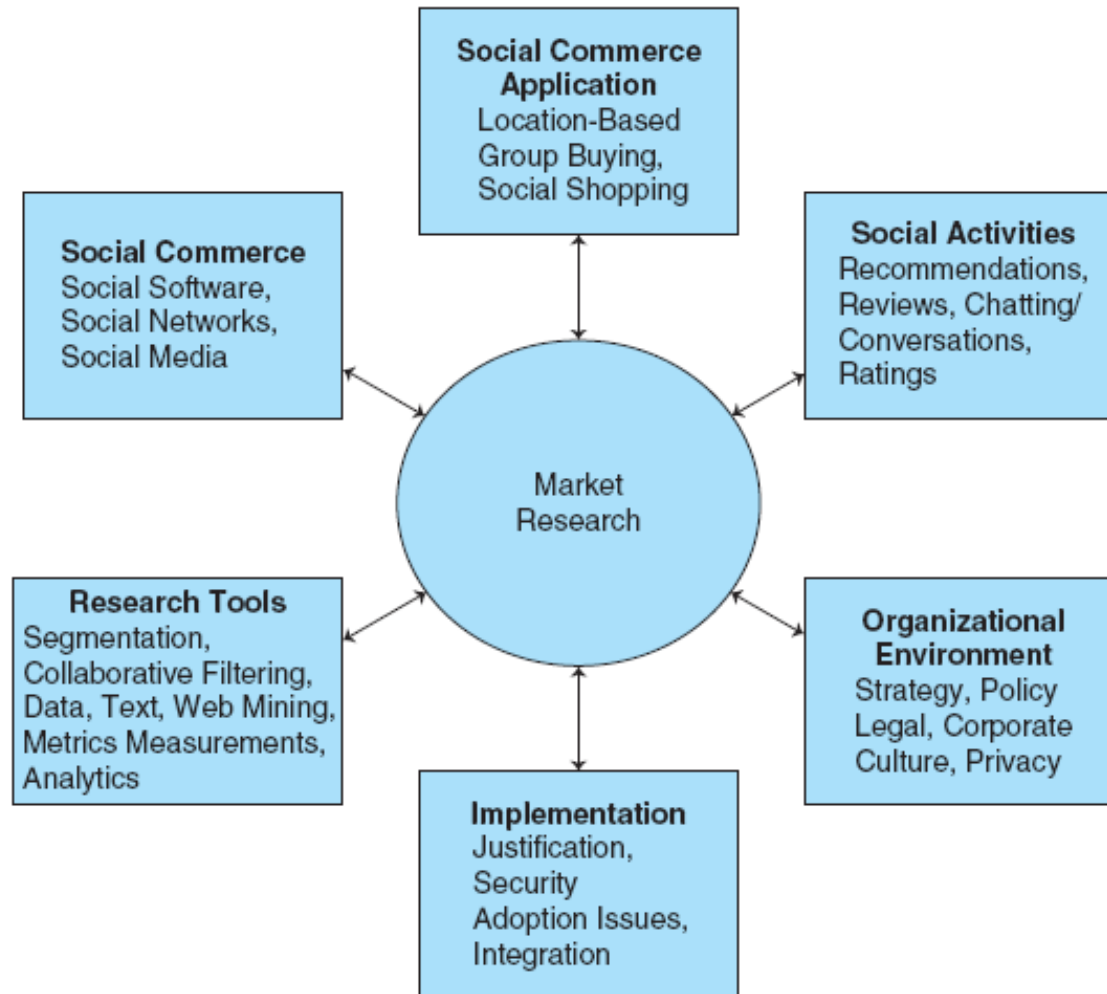 Social Commerce
Application
Location-Based
Group Buying,
Social Shopping
Social Commerce
Social Software,
Social Networks,
Social Media
Social Activities
Recommendations,
Reviews, Chatting/
Conversations,
Ratings
Market
Research
Research Tools
Segmentation,
Collaborative Filtering,
Data, Text, Web Mining,
Metrics Measurements,
Analytics
Organizational
Environment
Strategy, Policy
Legal, Corporate
Culture, Privacy
Implementation
Justification,
Security
Adoption Issues,
Integration